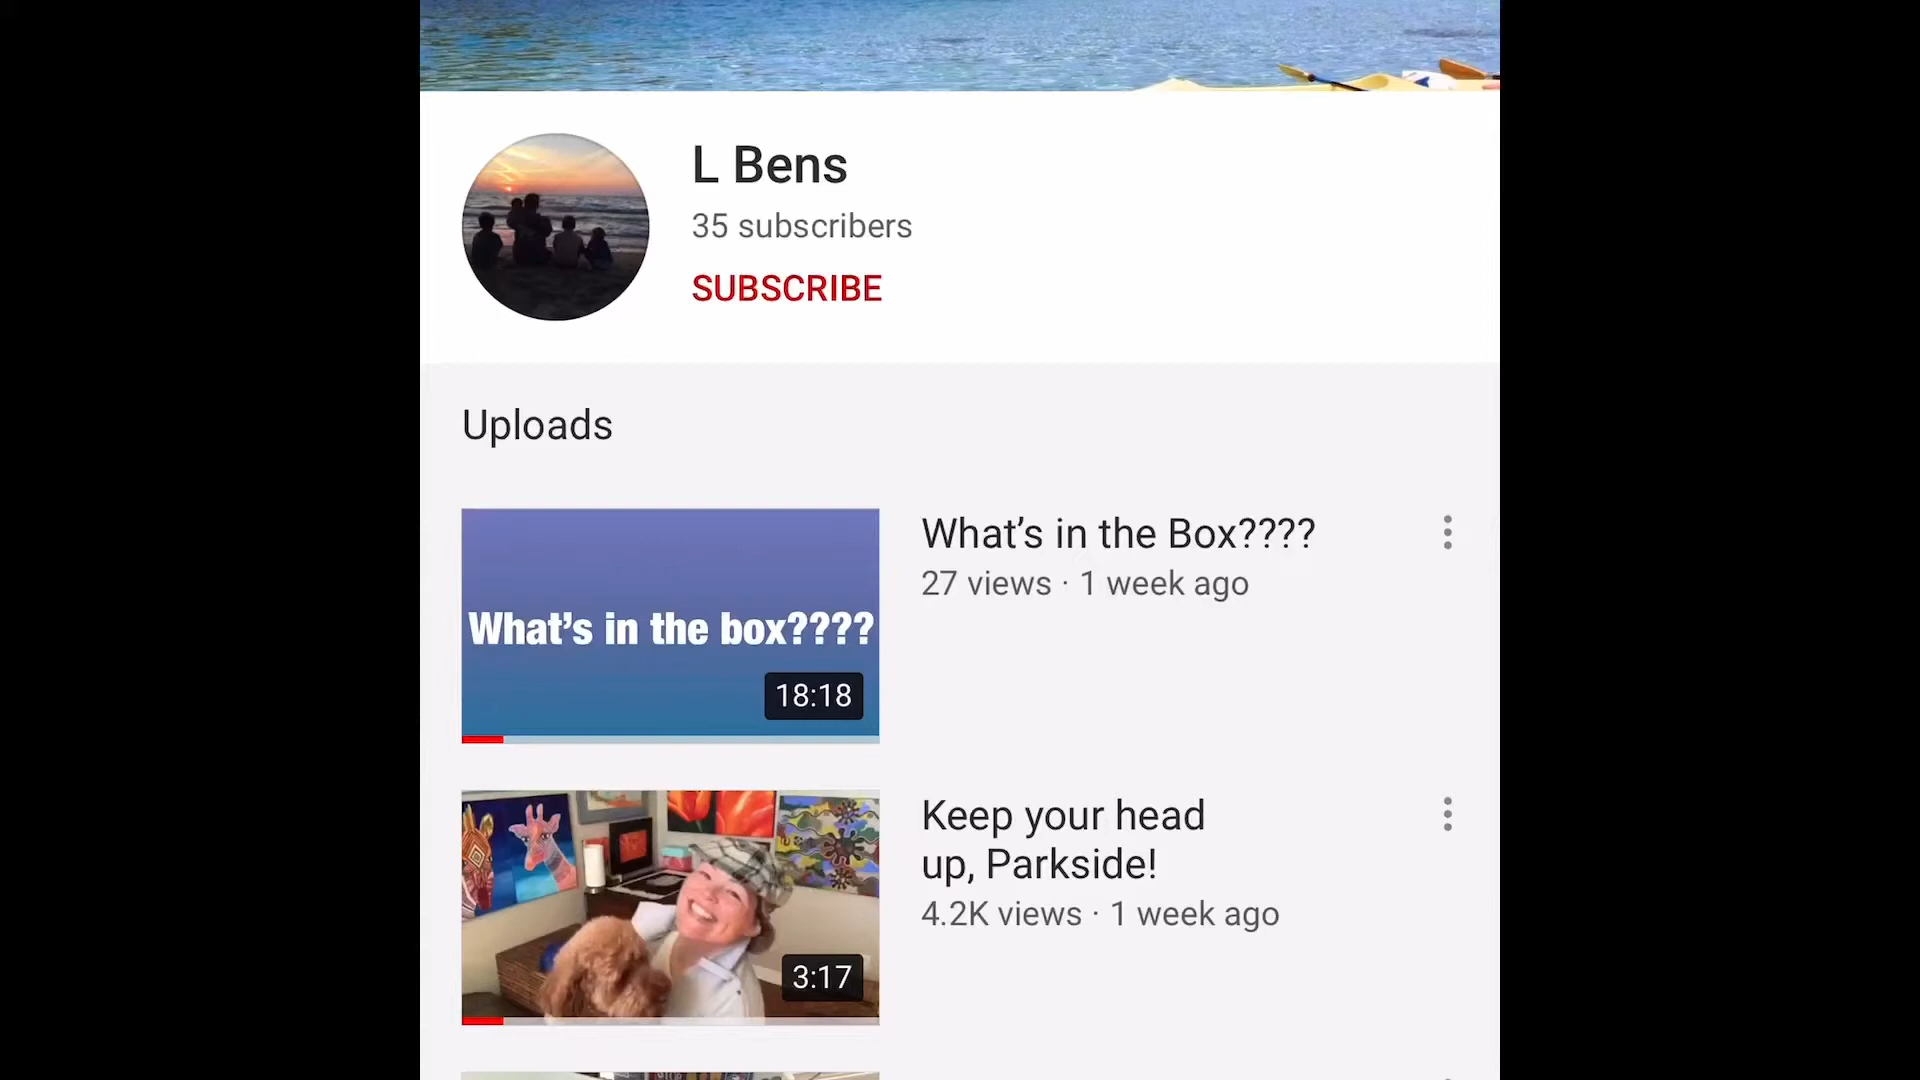 L Bens
35 subscribers
SUBSCRIBE
Uploads
What's in the box????
18:18
What's in the Box????
27 views · 1 week ago
3:17
Keep your head
up, Parkside!
4.2K views · 1 week ago